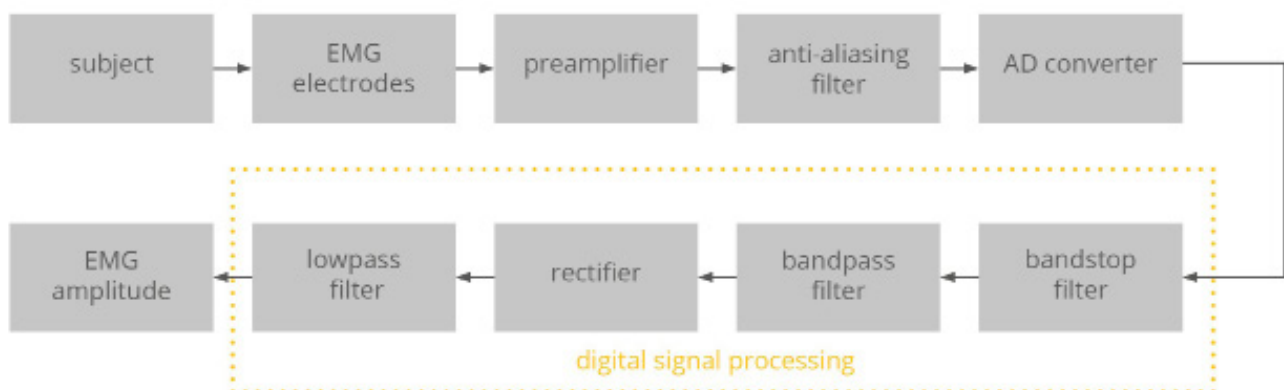 subject
EMG
electrodes
preamplifier
anti-aliasing
filter
AD converter
EMG
amplitude
lowpass
filter
rectifier
bandpass
filter
bandstop
filter
digital signal processing